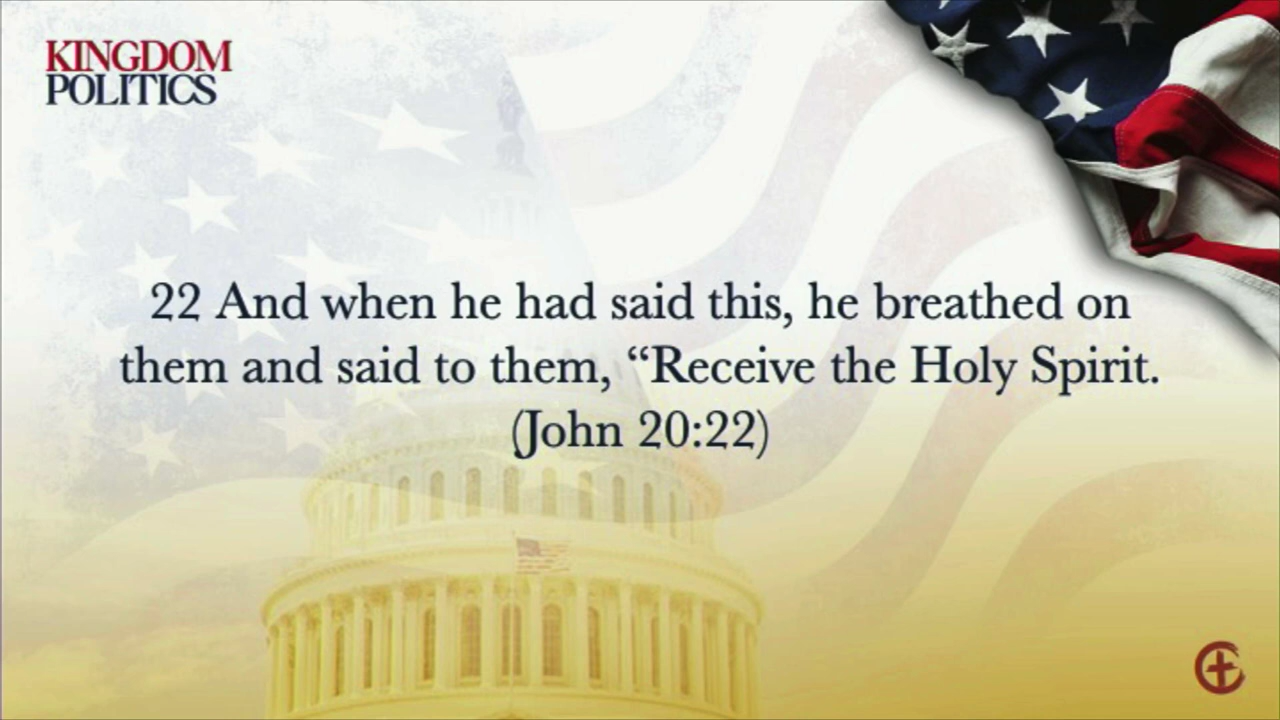 KINGDOM
POLITICS
22 And when he had said this, he breathed on
them and said to them, “Receive the Holy Spirit.
(John 20:22)